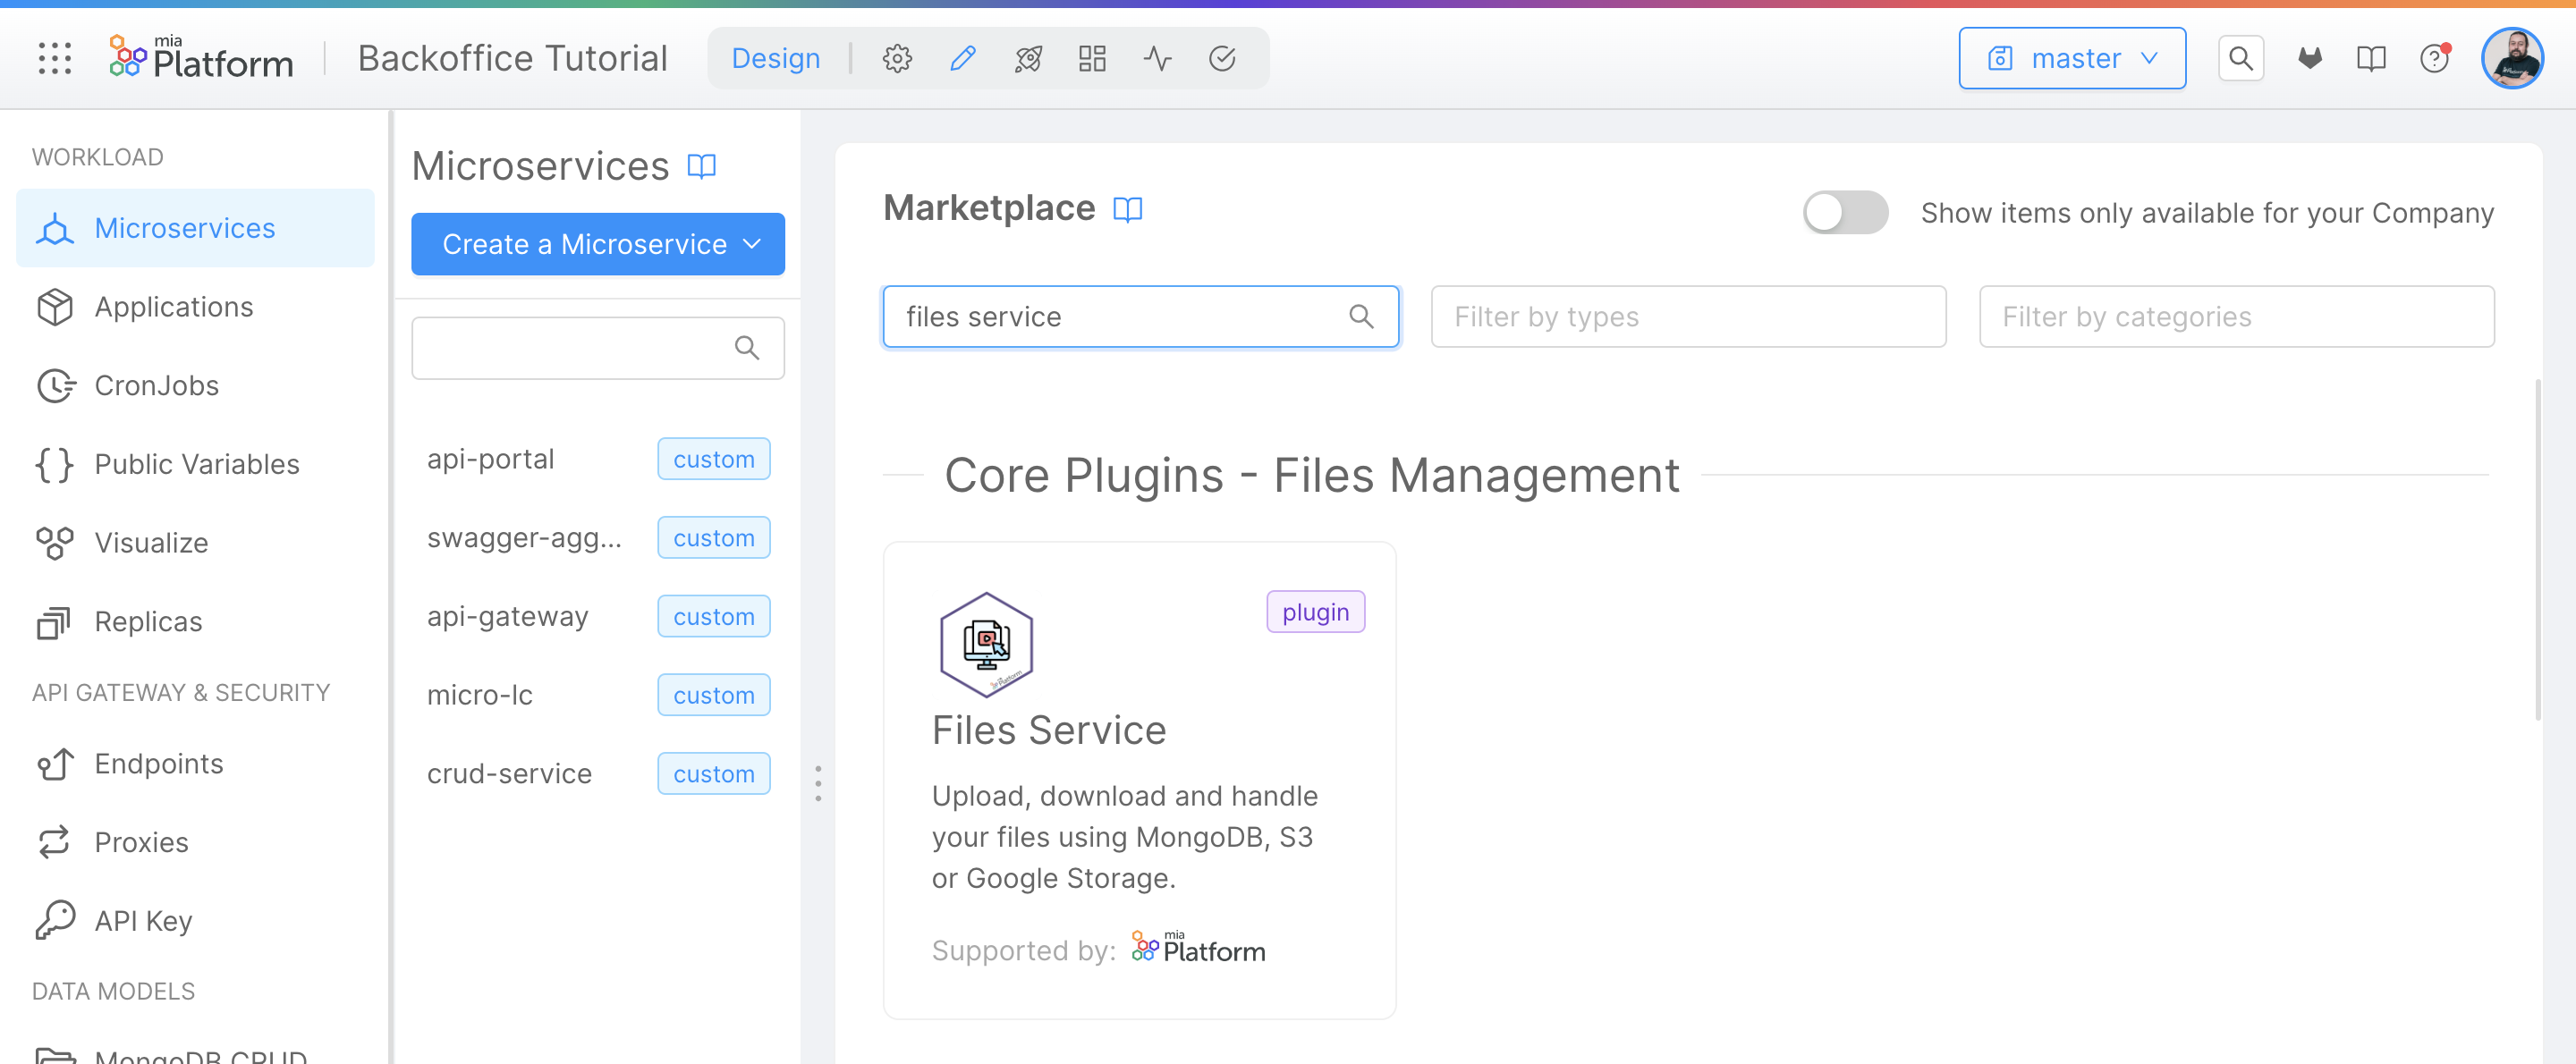 mia
Platform
Backoffice Tutorial
Design
master
WORKLOAD
Microservices
Applications
CronJobs
Public Variables
Visualize
Replicas
API GATEWAY & SECURITY
Endpoints
Proxies
API Key
DATA MODELS
MongoDB CRUD
Microservices
Create a Microservice
api-portal custom
swagger-agg... custom
api-gateway custom
micro-lc custom
crud-service custom
Marketplace
Show items only available for your Company
files service
Filter by types
Filter by categories
Core Plugins - Files Management
plugin
Files Service
Upload, download and handle
your files using MongoDB, S3
or Google Storage.
Supported by: mia Platform